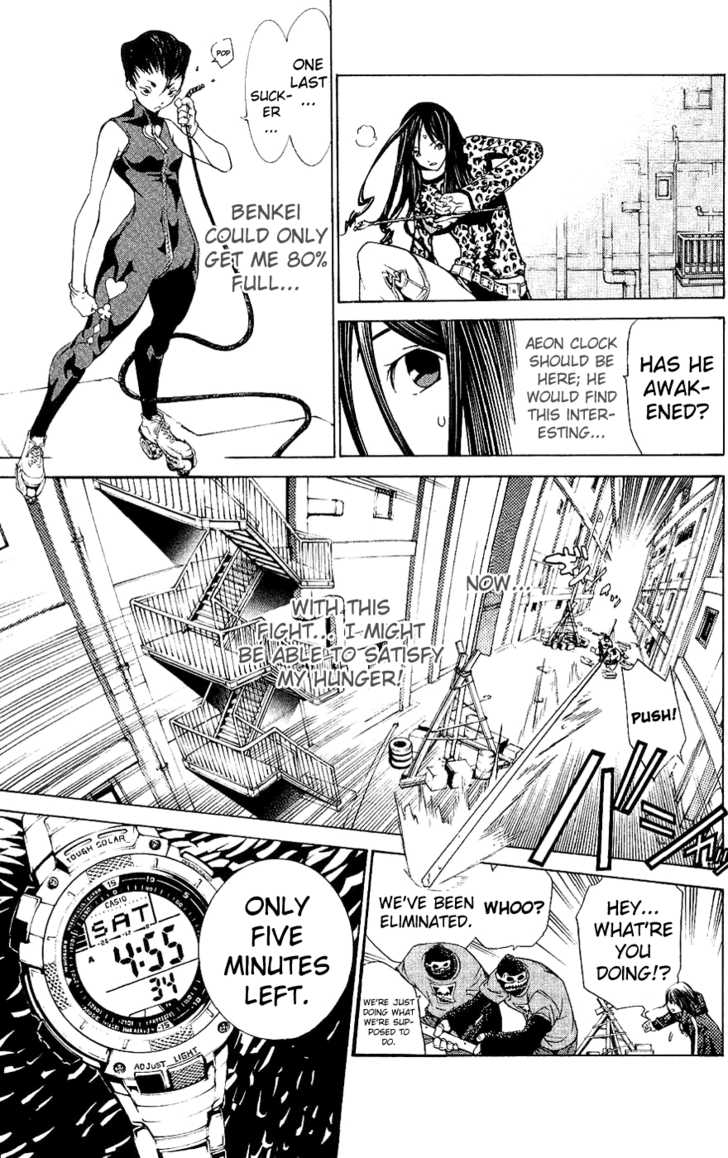 HAS HE
AWAK-
ENED?
AEON CLOCK
SHOULD BE
HERE; HE
WOULD FIND
THIS INTER-
ESTING...
ONE
LAST
...
SUCK-
ER
...
POP
BENKEI
COULD ONLY
GET ME 80%
FULL...
NOW...
WITH THIS
FIGHT... I MIGHT
BE ABLE TO SATISFY
MY HUNGER!
PUSH!
HEY...
WHAT'RE
YOU
DOING!?
WHOO?
WE'VE BEEN
ELIMINATED.
WE'RE JUST
DOING WHAT
WE'RE SUP-
POSED TO
DO.
ONLY
FIVE
MINUTES
LEFT.
TOUGH SOLAR
CASIO
SAT
A 4:55
34
ADJUST LIGHT